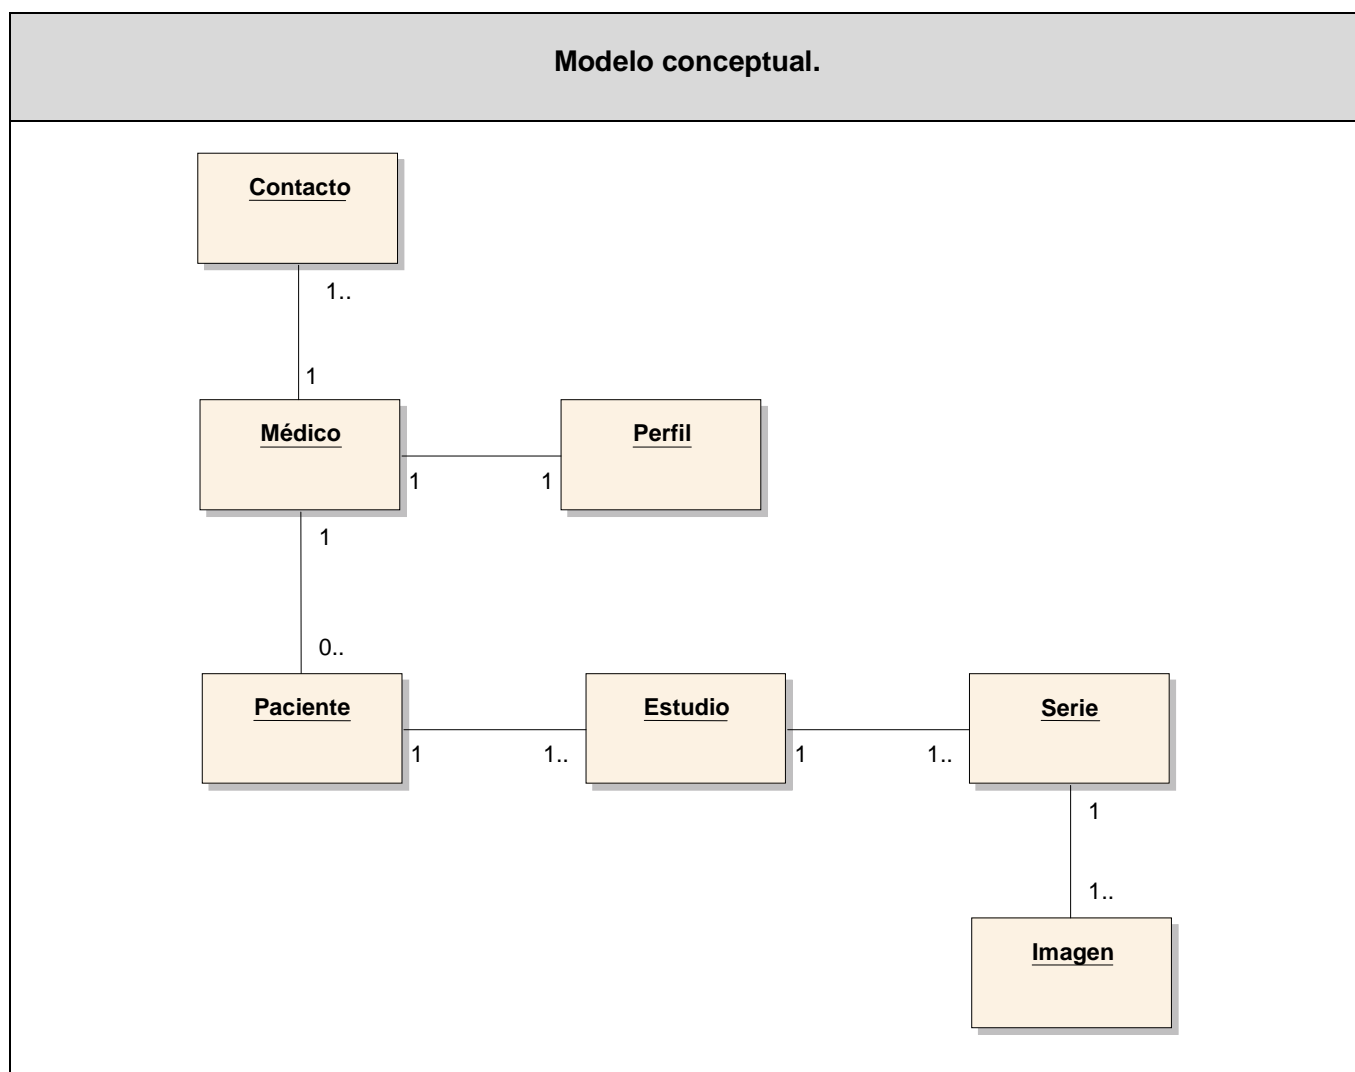 Modelo conceptual.
Contacto
1..
1
Médico
Perfil
1
1
1
0..
Paciente
Estudio
Serie
1
1..
1
1..
1
1..
Imagen